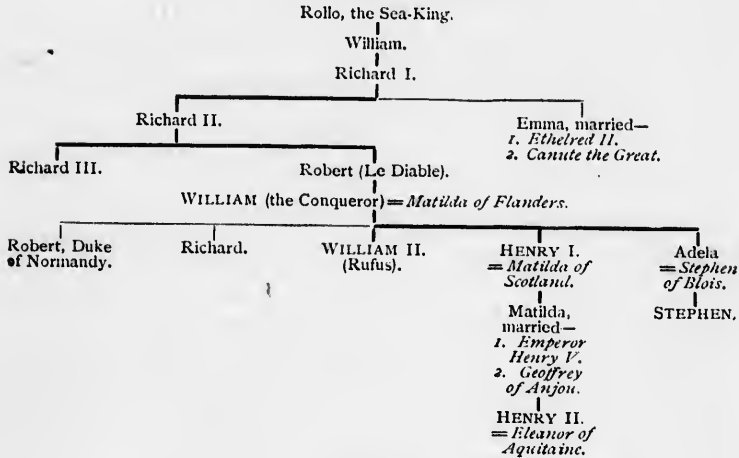 Rollo, the Sea-King.
William.
Richard I.
Richard II.
Emma, married—
1. Ethelred II.
2. Canute the Great.
Richard III.
Robert (Le Diable).
WILLIAM (the Conqueror) = Matilda of Flanders.
Robert, Duke
of Normandy.
Richard.
WILLIAM II.
(Rufus).
HENRY I.
= Matilda of
Scotland.
Adela
= Stephen
of Blois.
Matilda,
married—
1. Emperor
Henry V.
2. Geoffrey
of Anjou.
STEPHEN.
HENRY II.
= Eleanor of
Aquitaine.